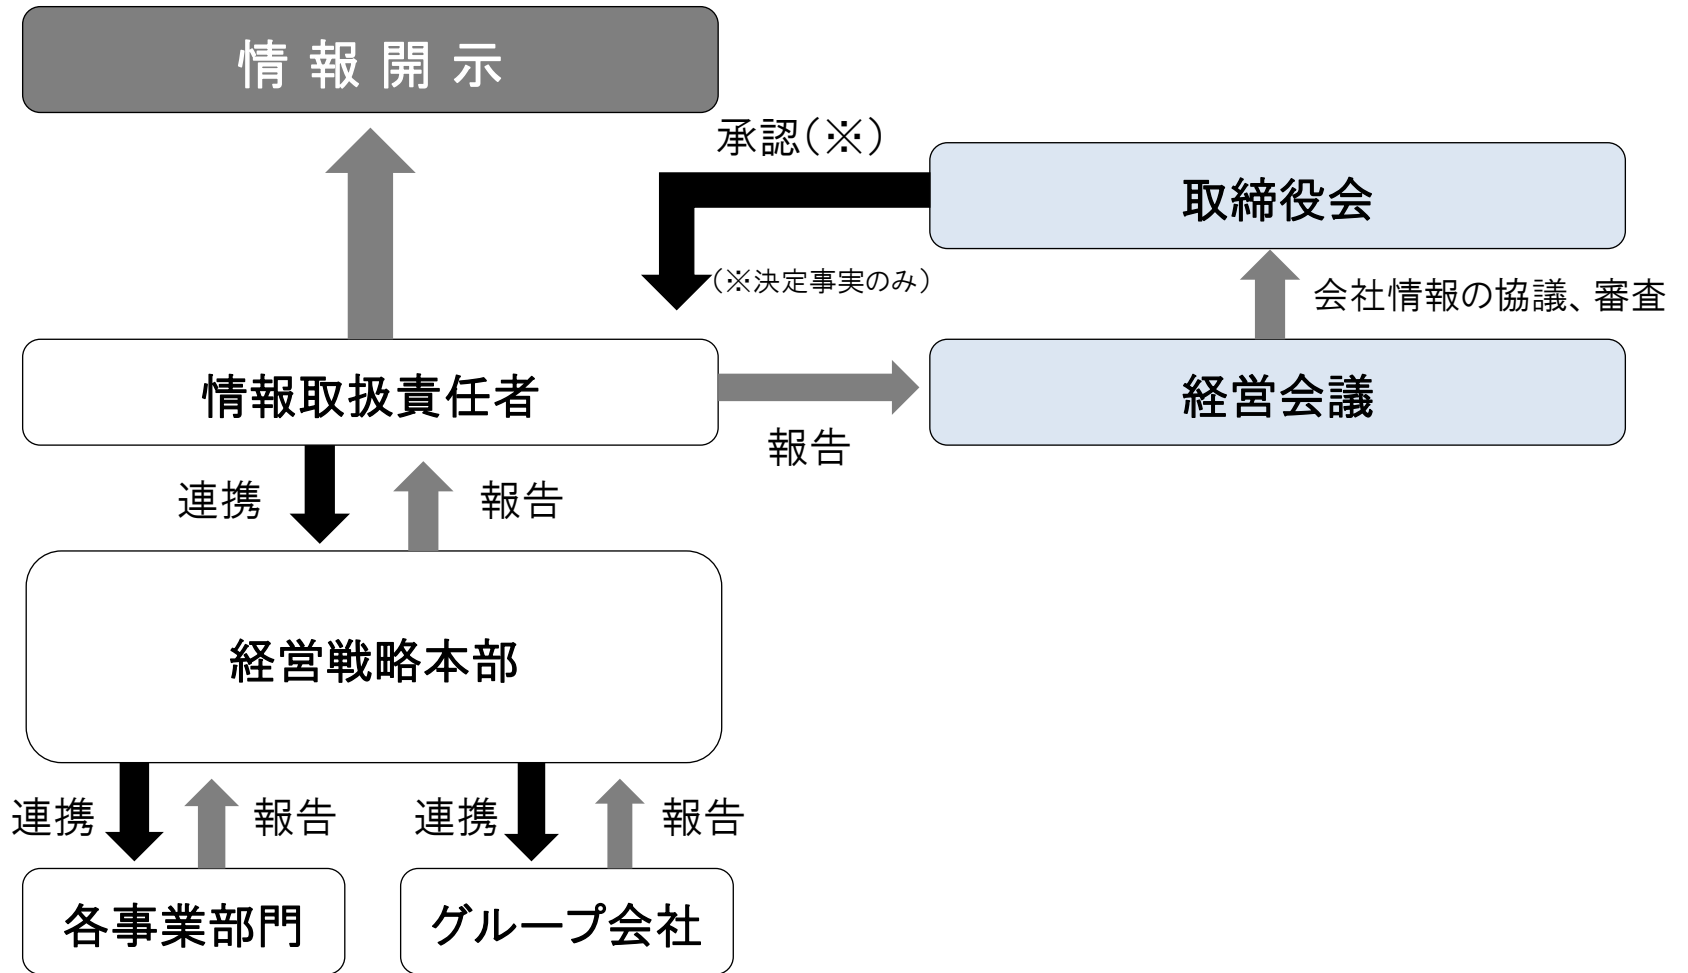 情報開示
承認（※）
取締役会
（※決定事実のみ）
会社情報の協議、審査
情報取扱責任者
経営会議
報告
連携
報告
経営戦略本部
連携
報告
連携
報告
各事業部門
グループ会社